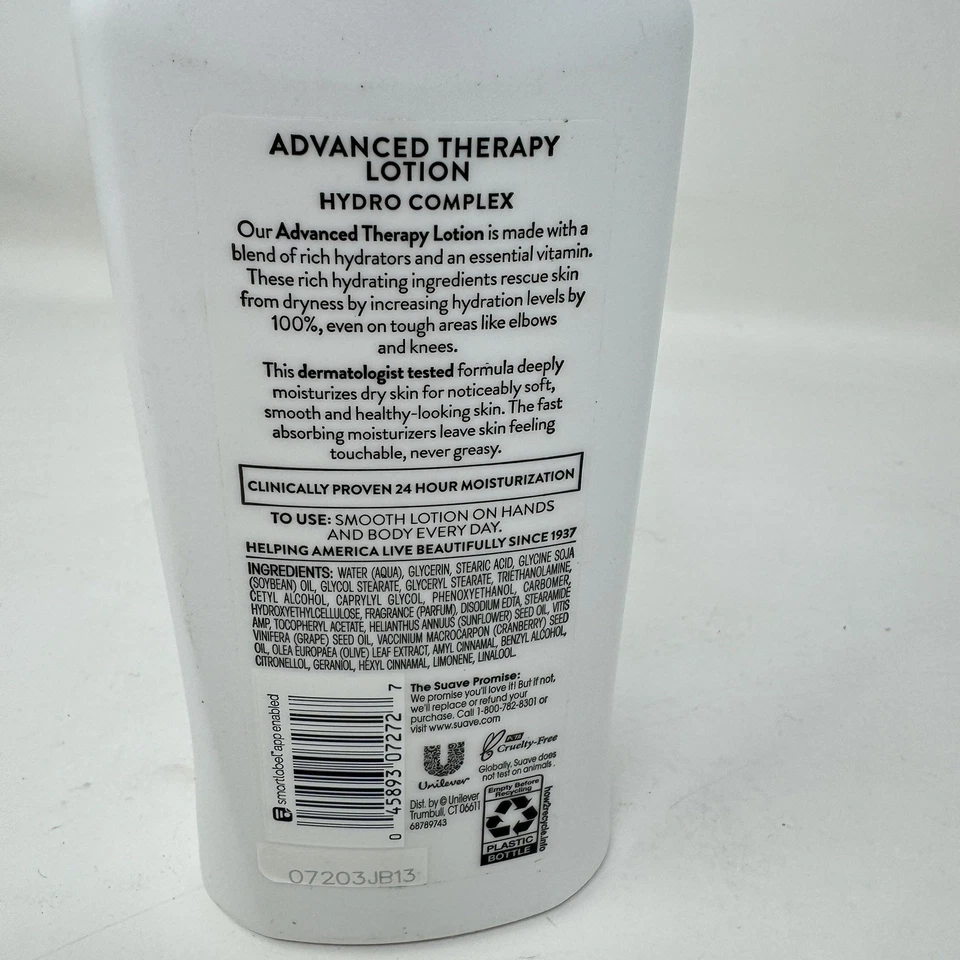 ADVANCED THERAPY
LOTION
HYDRO COMPLEX
Our Advanced Therapy Lotion is made with a
blend of rich hydrators and an essential vitamin.
These rich hydrating ingredients rescue skin
from dryness by increasing hydration levels by
100%, even on tough areas like elbows
and knees.
This dermatologist tested formula deeply
moisturizes dry skin for noticeably soft,
smooth and healthy-looking skin. The fast
absorbing moisturizers leave skin feeling
touchable, never greasy.
CLINICALLY PROVEN 24 HOUR MOISTURIZATION
TO USE: SMOOTH LOTION ON HANDS
AND BODY EVERY DAY.
HELPING AMERICA LIVE BEAUTIFULLY SINCE 1937
INGREDIENTS: WATER (AQUA), GLYCERIN, STEARIC ACID, GLYCINE SOJA
(SOYBEAN) OIL, GLYCOL STEARATE, GLYCERYL STEARATE, TRIETHANOLAMINE,
CETYL ALCOHOL, CAPRYLYL GLYCOL, PHENOXYETHANOL, CARBOMER,
HYDROXYETHYLCELLULOSE, FRAGRANCE (PARFUM), DISODIUM EDTA, STEARAMIDE
AMP, TOCOPHERYL ACETATE, HELIANTHUS ANNUUS (SUNFLOWER) SEED OIL, VITIS
VINIFERA (GRAPE) SEED OIL, VACCINIUM MACROCARPON (CRANBERRY) SEED
OIL, OLEA EUROPAEA (OLIVE) LEAF EXTRACT, AMYL CINNAMAL, BENZYL ALCOHOL,
CITRONELLOL, GERANIOL, HEXYL CINNAMAL, LIMONENE, LINALOOL.
smartlabel™ app enabled
0 45893 07272 7
The Suave Promise:
We promise you'll love it! But if not,
we'll replace or refund your
purchase. Call 1-800-782-8301 or
visit www.suave.com
Unilever
PETA
Cruelty-Free
Globally, Suave does
not test on animals.
Dist. by © Unilever
Trumbull, CT 06611
68789743
Empty Before
Recycling
PLASTIC
BOTTLE
how2recycle.info
07203JB13